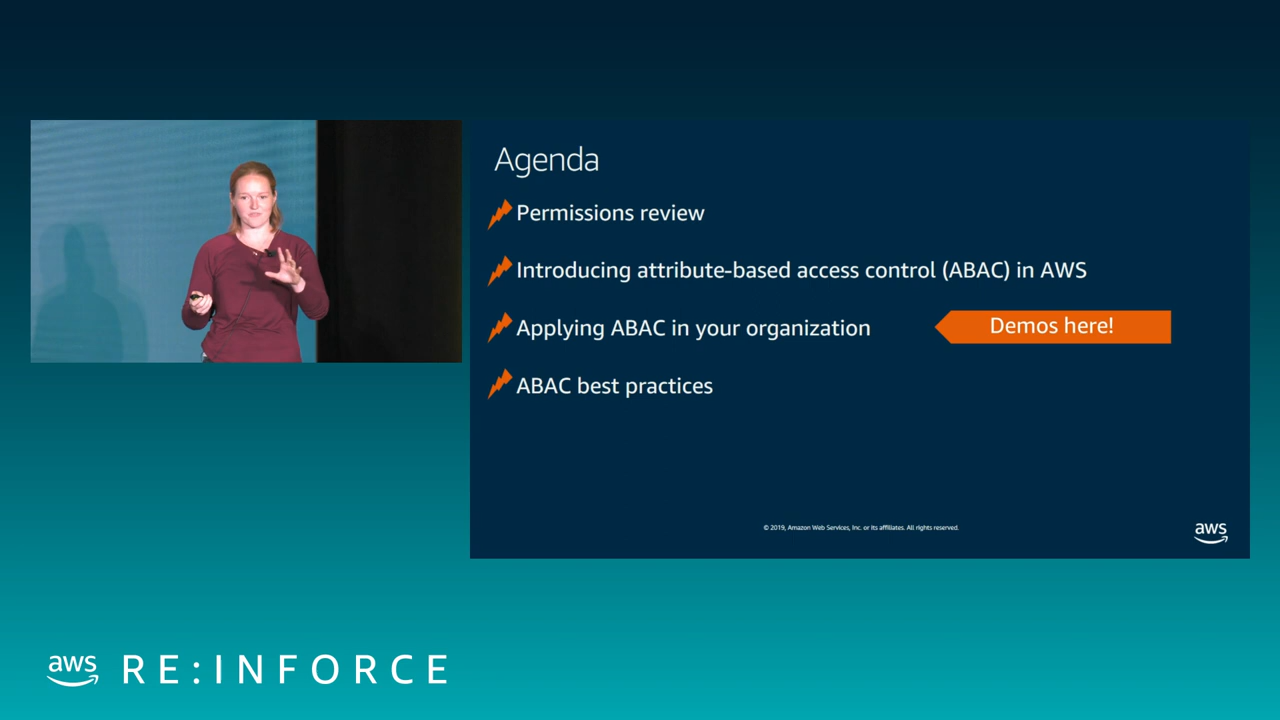 Agenda
Permissions review
Introducing attribute-based access control (ABAC) in AWS
Applying ABAC in your organization
Demos here!
ABAC best practices
© 2019, Amazon Web Services, Inc. or its affiliates. All rights reserved.
aws
aws RE:INFORCE